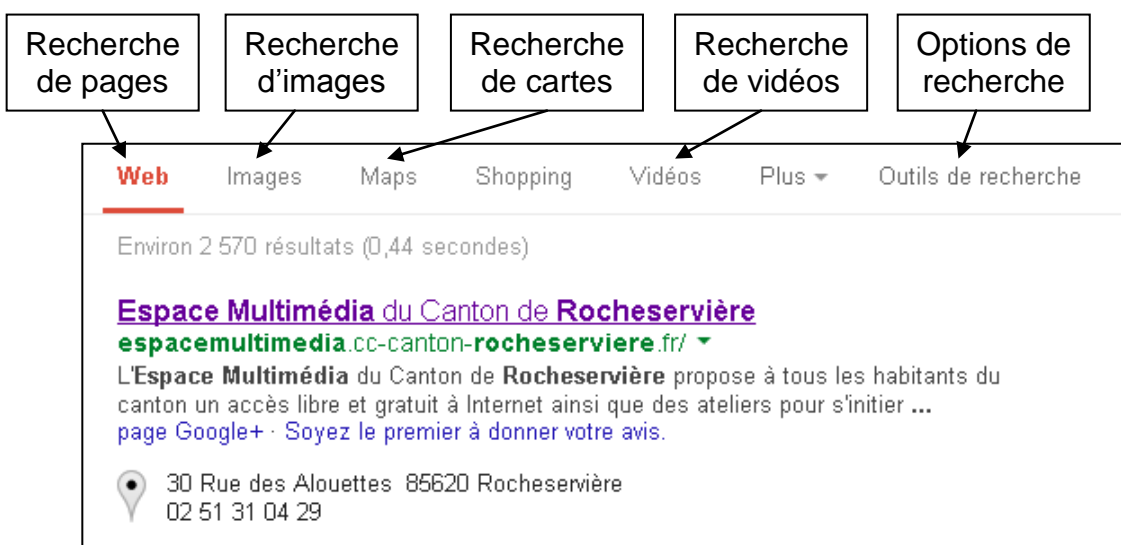 Recherche
de pages
Recherche
d'images
Recherche
de cartes
Recherche
de vidéos
Options de
recherche
Web Images Maps Shopping Vidéos Plus Outils de recherche
Environ 2 570 résultats (0,44 secondes)
Espace Multimédia du Canton de Rocheservière
espacemultimedia.cc-canton-rocheserviere.fr/
L'Espace Multimédia du Canton de Rocheservière propose à tous les habitants du
canton un accès libre et gratuit à Internet ainsi que des ateliers pour s'initier ...
page Google+ · Soyez le premier à donner votre avis.
30 Rue des Alouettes 85620 Rocheservière
02 51 31 04 29